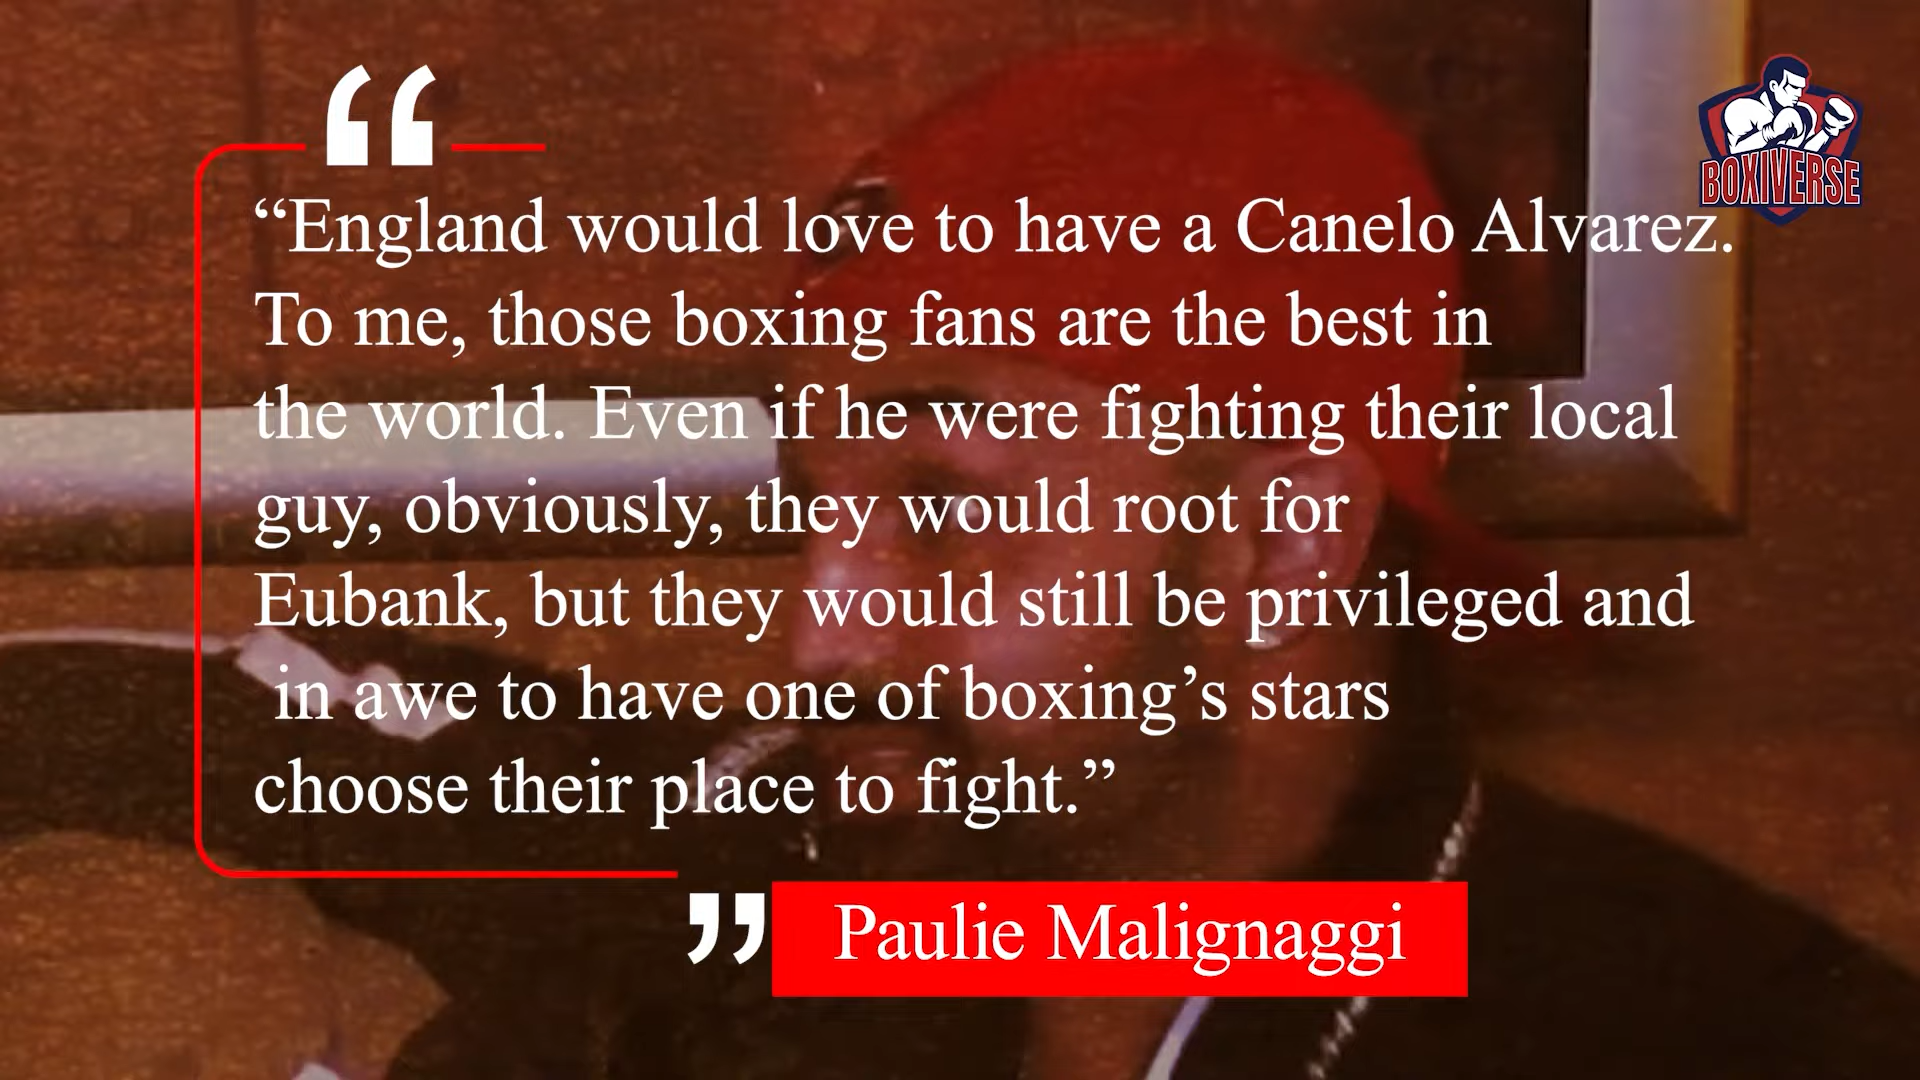 BOXIVERSE
“England would love to have a Canelo Alvarez.
To me, those boxing fans are the best in
the world. Even if he were fighting their local
guy, obviously, they would root for
Eubank, but they would still be privileged and
in awe to have one of boxing’s stars
choose their place to fight.”
Paulie Malignaggi